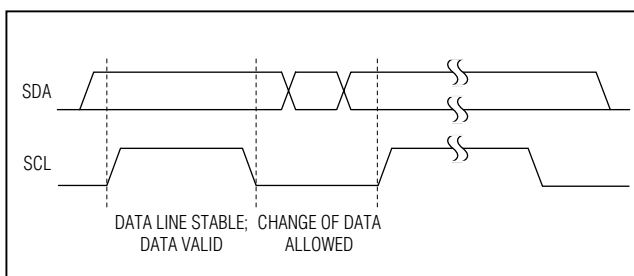 SDA
SCL
DATA LINE STABLE; CHANGE OF DATA
DATA VALID ALLOWED